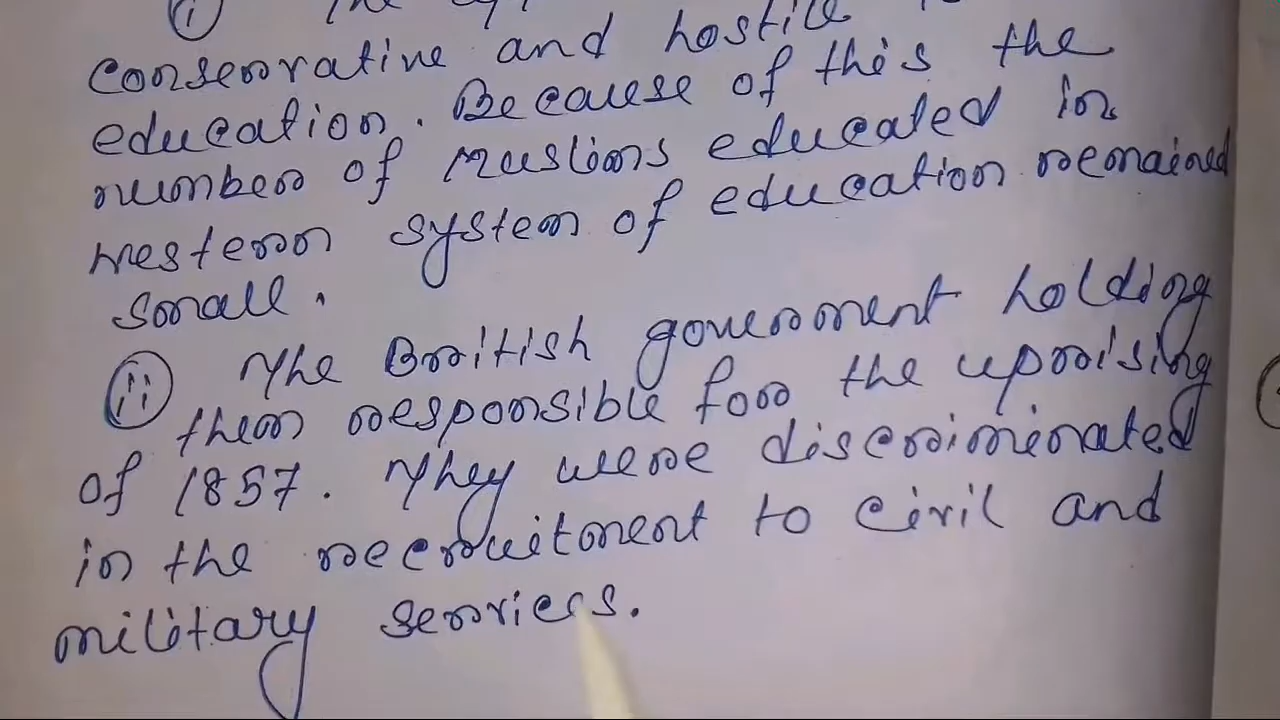 (i) The
conservative and hostile
education. Because of this the
number of Muslims educated in
western system of education remained
small.
(ii) The British government holding
them responsible for the uprising
of 1857. They were discriminated
in the recruitment to civil and
military services.